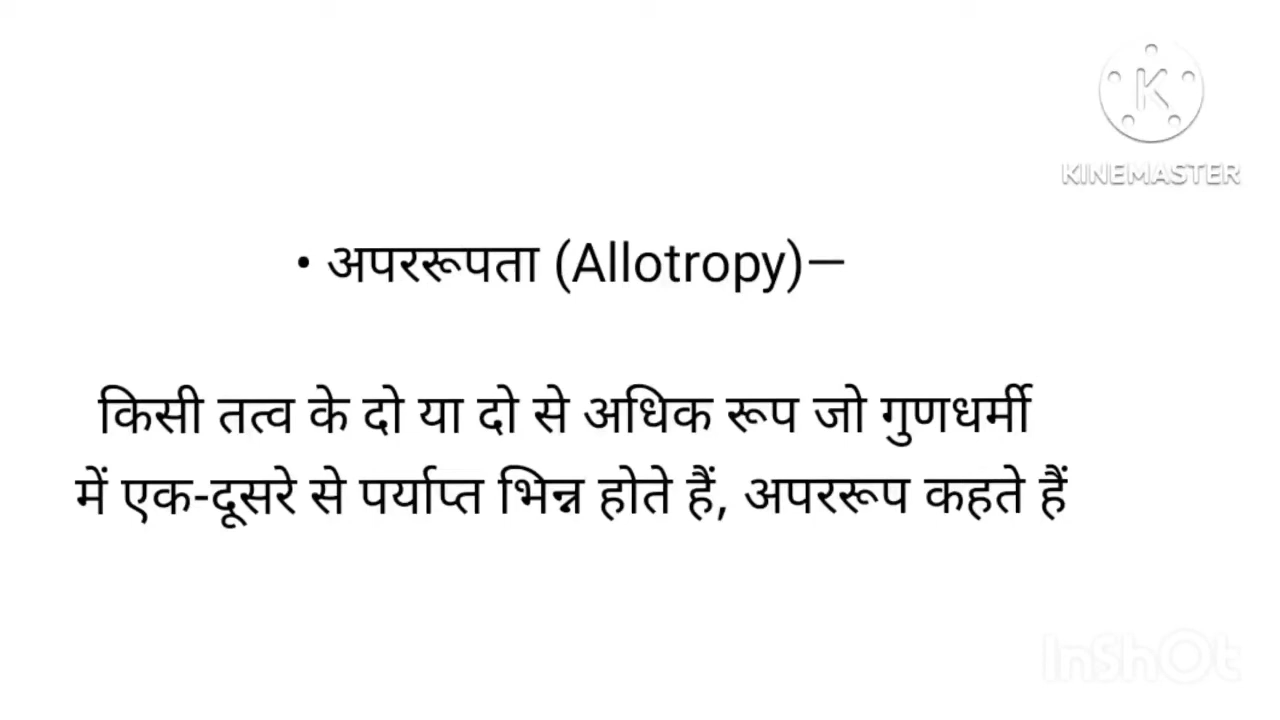 K
KINEMASTER
• अपररूपता (Allotropy)—
किसी तत्व के दो या दो से अधिक रूप जो गुणधर्मी
में एक-दूसरे से पर्याप्त भिन्न होते हैं, अपररूप कहते हैं
InShOt